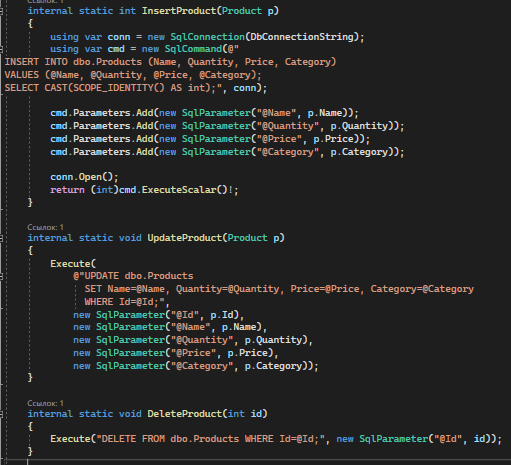 Ссылок: 1
internal static int InsertProduct(Product p)
{
using var conn = new SqlConnection(DbConnectionString);
using var cmd = new SqlCommand(@"
INSERT INTO dbo.Products (Name, Quantity, Price, Category)
VALUES (@Name, @Quantity, @Price, @Category);
SELECT CAST(SCOPE_IDENTITY() AS int);", conn);
cmd.Parameters.Add(new SqlParameter("@Name", p.Name));
cmd.Parameters.Add(new SqlParameter("@Quantity", p.Quantity));
cmd.Parameters.Add(new SqlParameter("@Price", p.Price));
cmd.Parameters.Add(new SqlParameter("@Category", p.Category));
conn.Open();
return (int)cmd.ExecuteScalar()!;
}
Ссылок: 1
internal static void UpdateProduct(Product p)
{
Execute(
@"UPDATE dbo.Products
SET Name=@Name, Quantity=@Quantity, Price=@Price, Category=@Category
WHERE Id=@Id;",
new SqlParameter("@Id", p.Id),
new SqlParameter("@Name", p.Name),
new SqlParameter("@Quantity", p.Quantity),
new SqlParameter("@Price", p.Price),
new SqlParameter("@Category", p.Category));
}
Ссылок: 1
internal static void DeleteProduct(int id)
{
Execute("DELETE FROM dbo.Products WHERE Id=@Id;", new SqlParameter("@Id", id));
}